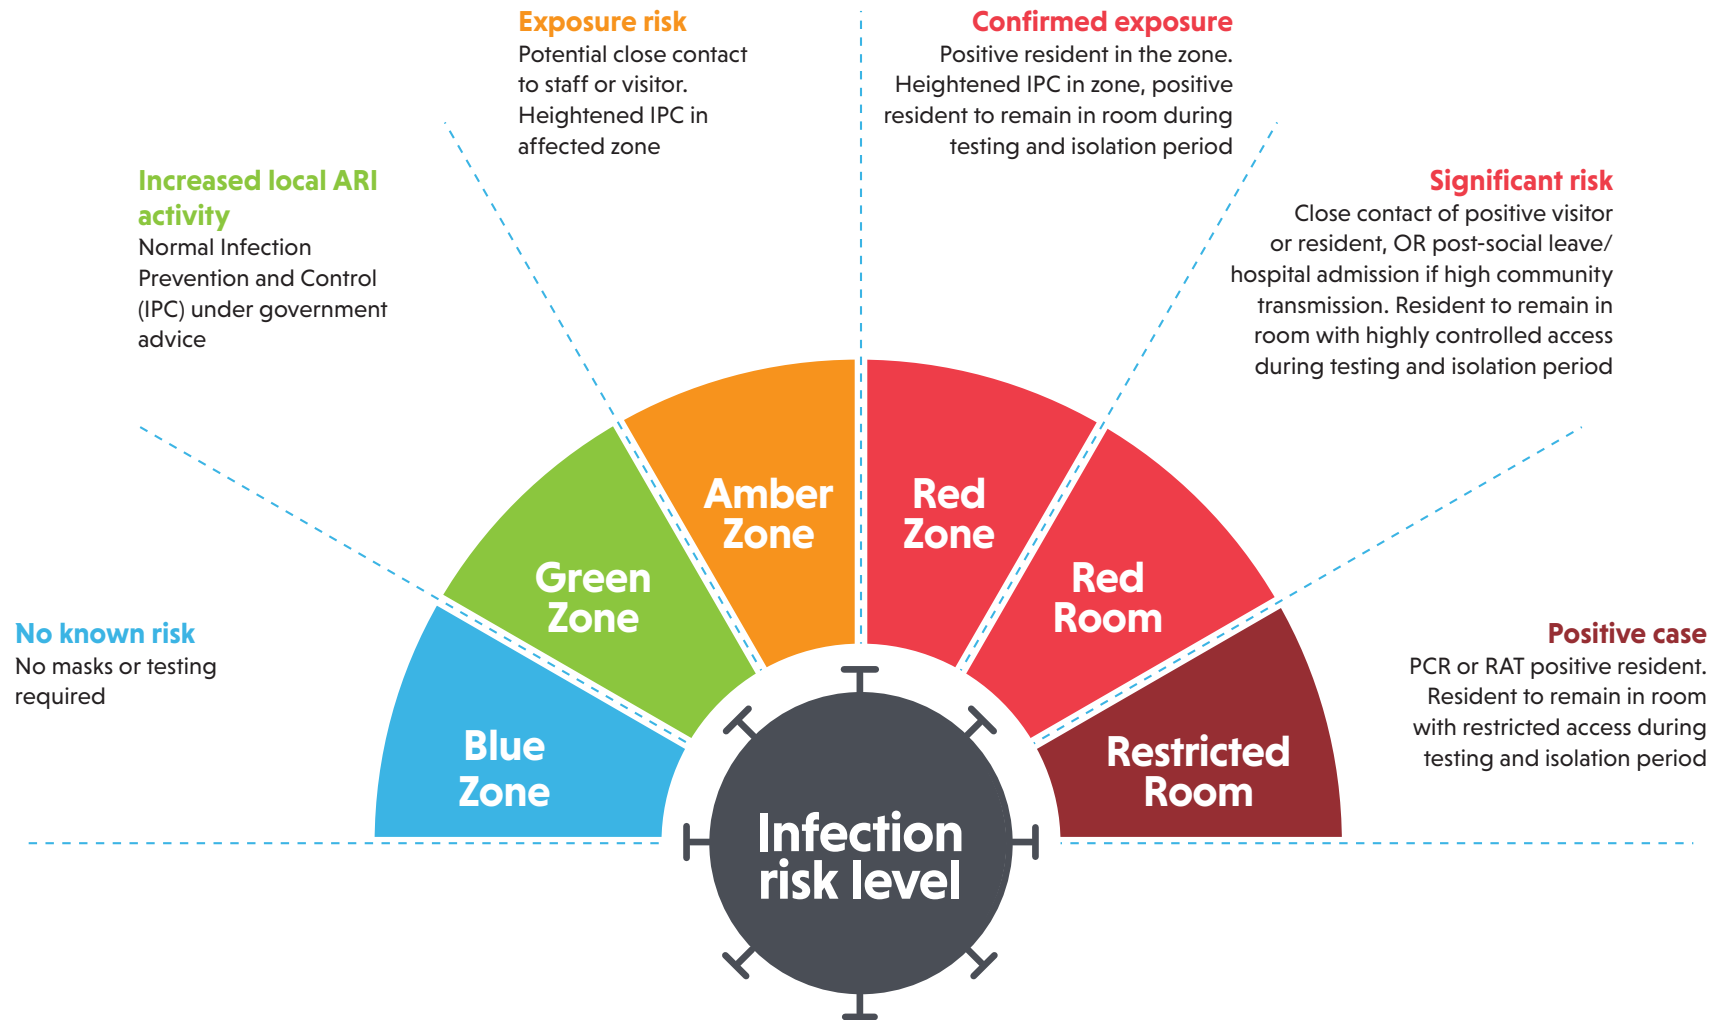 No known risk
No masks or testing
required
Increased local ARI
activity
Normal Infection
Prevention and Control
(IPC) under government
advice
Exposure risk
Potential close contact
to staff or visitor.
Heightened IPC in
affected zone
Confirmed exposure
Positive resident in the zone.
Heightened IPC in zone, positive
resident to remain in room during
testing and isolation period
Significant risk
Close contact of positive visitor
or resident, OR post-social leave/
hospital admission if high community
transmission. Resident to remain in
room with highly controlled access
during testing and isolation period
Positive case
PCR or RAT positive resident.
Resident to remain in room
with restricted access during
testing and isolation period
Blue
Zone
Green
Zone
Amber
Zone
Red
Zone
Red
Room
Restricted
Room
Infection
risk level